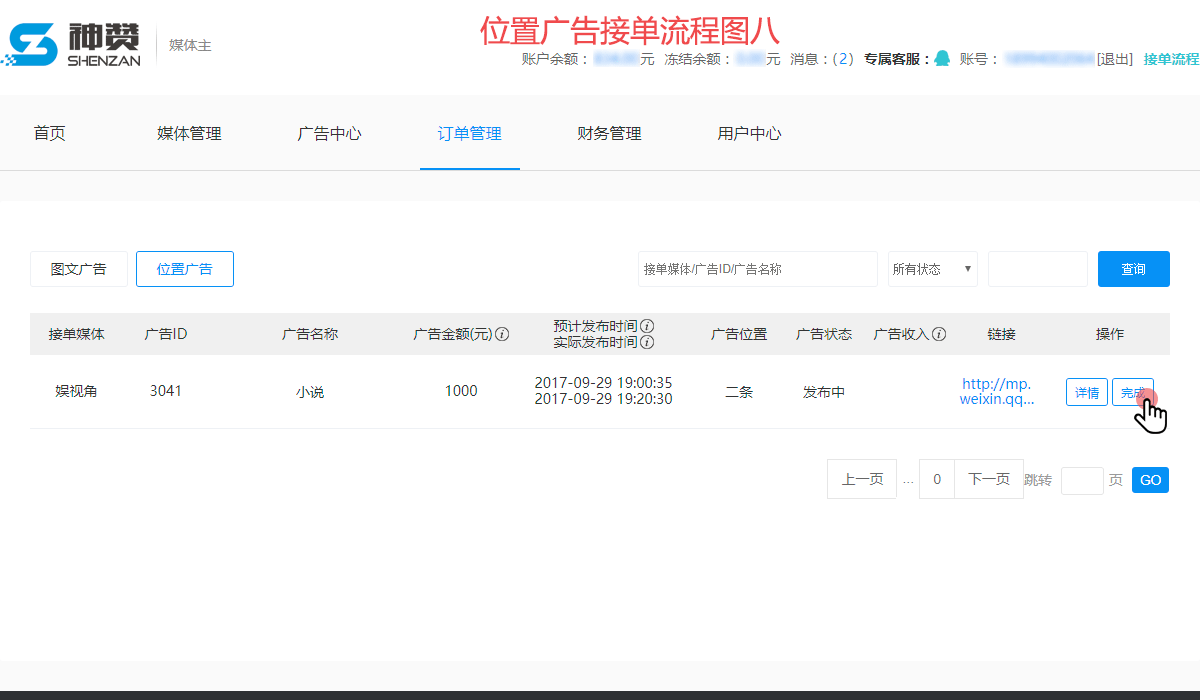 位置广告接单流程图八
神赞
SHENZAN
媒体主
账户余额： 元 冻结余额： 元 消息：(2) 专属客服： 账号： [退出] 接单流程
首页 媒体管理 广告中心 订单管理 财务管理 用户中心
图文广告 位置广告 接单媒体/广告ID/广告名称 所有状态 查询
接单媒体 广告ID 广告名称 广告金额(元) 预计发布时间 广告位置 广告状态 广告收入 链接 操作
实际发布时间
娱视角 3041 小说 1000 2017-09-29 19:00:35 二条 发布中 http://mp. 详情 完成
2017-09-29 19:20:30 weixin.qq...
上一页 ... 0 下一页 跳转 页 GO